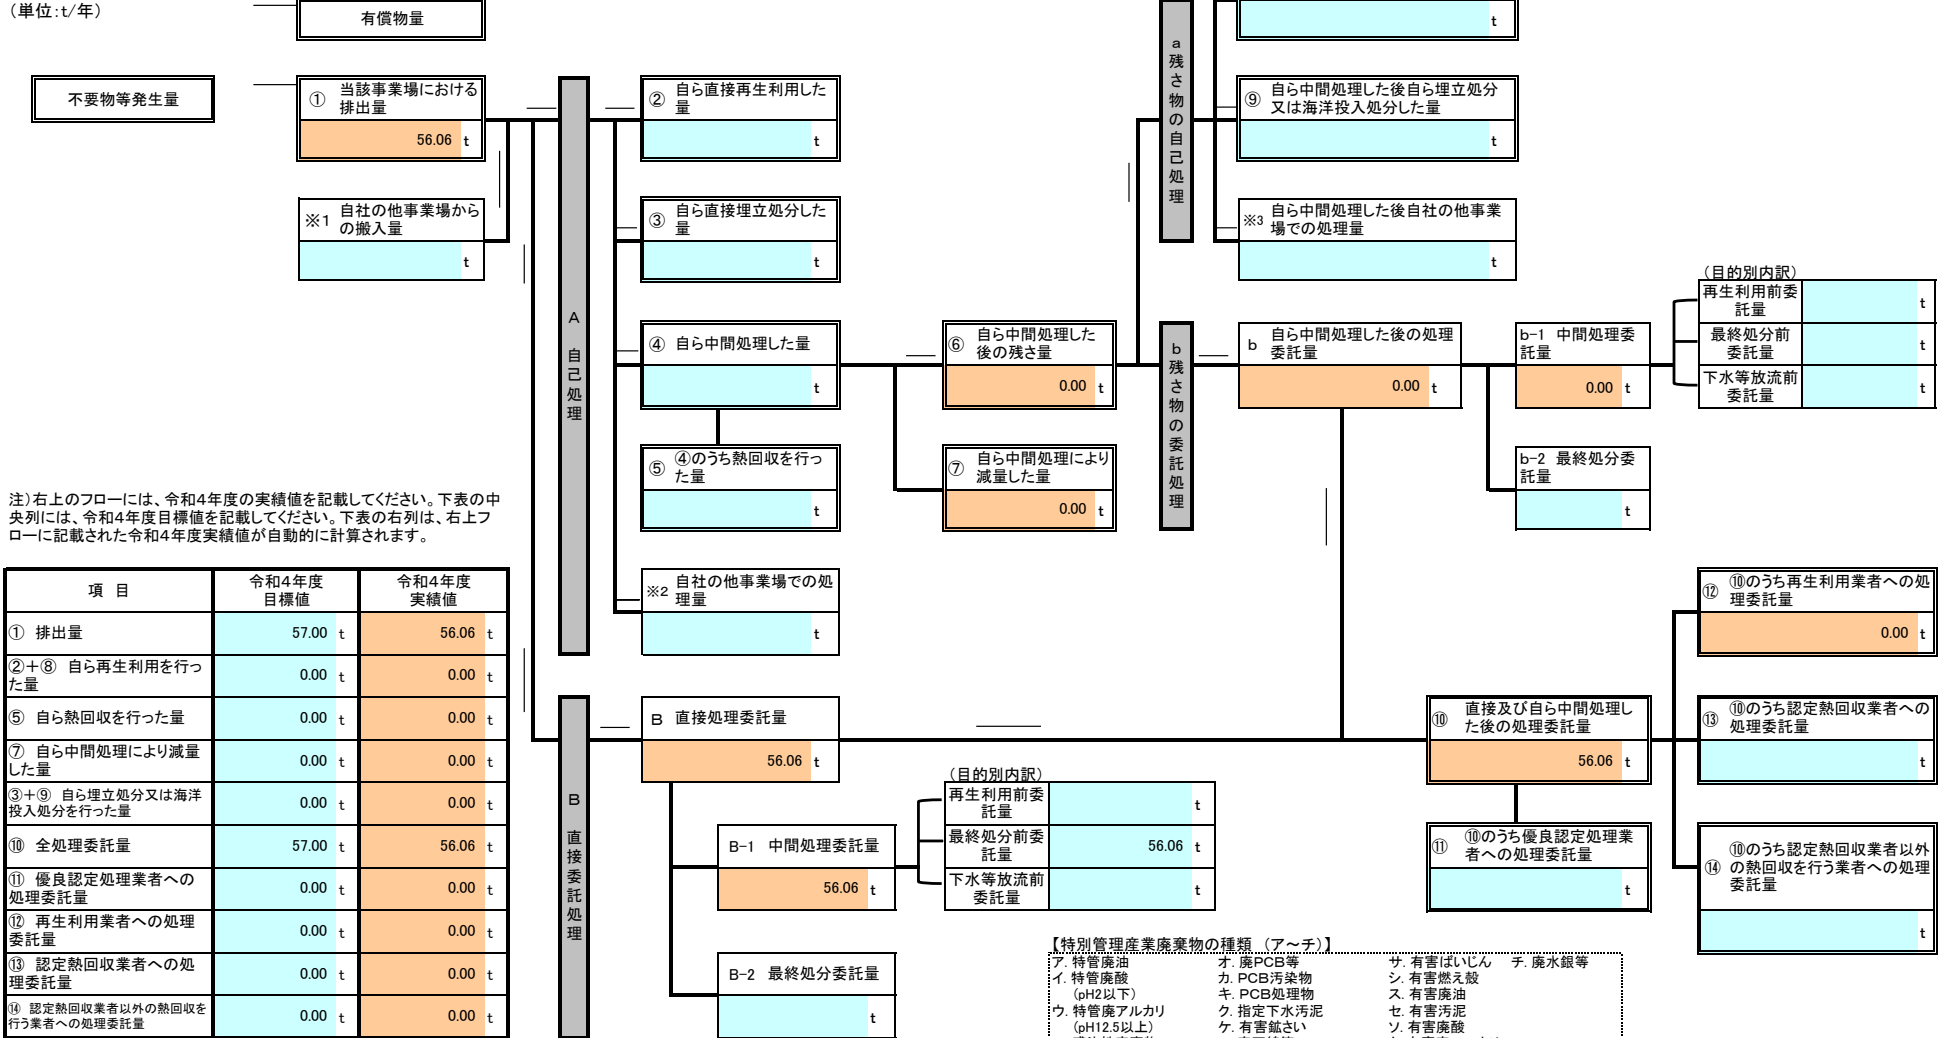 （単位：t/年）
有償物量
t
不要物等発生量
① 当該事業場における
排出量
56.06 t
※1 自社の他事業場から
の搬入量
t
A 自己処理
② 自ら直接再生利用した
量
t
③ 自ら直接埋立処分した
量
t
④ 自ら中間処理した量
t
⑤ ④のうち熱回収を行っ
た量
t
※2 自社の他事業場での処
理量
t
⑥ 自ら中間処理した
後の残さ量
0.00 t
⑦ 自ら中間処理により
減量した量
0.00 t
a 残さ物の自己処理
⑨ 自ら中間処理した後自ら埋立処分
又は海洋投入処分した量
t
※3 自ら中間処理した後自社の他事業
場での処理量
t
b 残さ物の委託処理
b 自ら中間処理した後の処理
委託量
0.00 t
b-1 中間処理委
託量
0.00 t
b-2 最終処分委
託量
t
（目的別内訳）
再生利用前委
託量
t
最終処分前
委託量
t
下水等放流前
委託量
t
注）右上のフローには、令和4年度の実績値を記載してください。下表の中
央列には、令和4年度目標値を記載してください。下表の右列は、右上フ
ローに記載された令和4年度実績値が自動的に計算されます。
項 目
令和4年度
目標値
令和4年度
実績値
① 排出量 57.00 t 56.06 t
②＋⑧ 自ら再生利用を行っ
た量 0.00 t 0.00 t
⑤ 自ら熱回収を行った量 0.00 t 0.00 t
⑦ 自ら中間処理により減量
した量 0.00 t 0.00 t
③＋⑨ 自ら埋立処分又は海洋
投入処分を行った量 0.00 t 0.00 t
⑩ 全処理委託量 57.00 t 56.06 t
⑪ 優良認定処理業者への
処理委託量 0.00 t 0.00 t
⑫ 再生利用業者への処理
委託量 0.00 t 0.00 t
⑬ 認定熱回収業者への処
理委託量 0.00 t 0.00 t
⑭ 認定熱回収業者以外の熱回収を
行う業者への処理委託量 0.00 t 0.00 t
B 直接委託処理
B 直接処理委託量
56.06 t
B-1 中間処理委託量
56.06 t
B-2 最終処分委託量
t
（目的別内訳）
再生利用前委
託量
t
最終処分前委
託量
56.06 t
下水等放流前
委託量
t
⑩ 直接及び自ら中間処理し
た後の処理委託量
56.06 t
⑪ ⑩のうち優良認定処理業
者への処理委託量
t
⑫ ⑩のうち再生利用業者への処
理委託量
0.00 t
⑬ ⑩のうち認定熱回収業者への
処理委託量
t
⑭ ⑩のうち認定熱回収業者以外
の熱回収を行う業者への処理
委託量
t
【特別管理産業廃棄物の種類 （ア～チ）】
ア. 特管廃油 オ. 廃PCB等 サ. 有害ばいじん チ. 廃水銀等
イ. 特管廃酸 カ. PCB汚染物 シ. 有害燃え殻
（pH2以下） キ. PCB処理物 ス. 有害廃油
ウ. 特管廃アルカリ ク. 指定下水汚泥 セ. 有害汚泥
（pH12.5以上） ケ. 有害鉱さい ソ. 有害廃酸